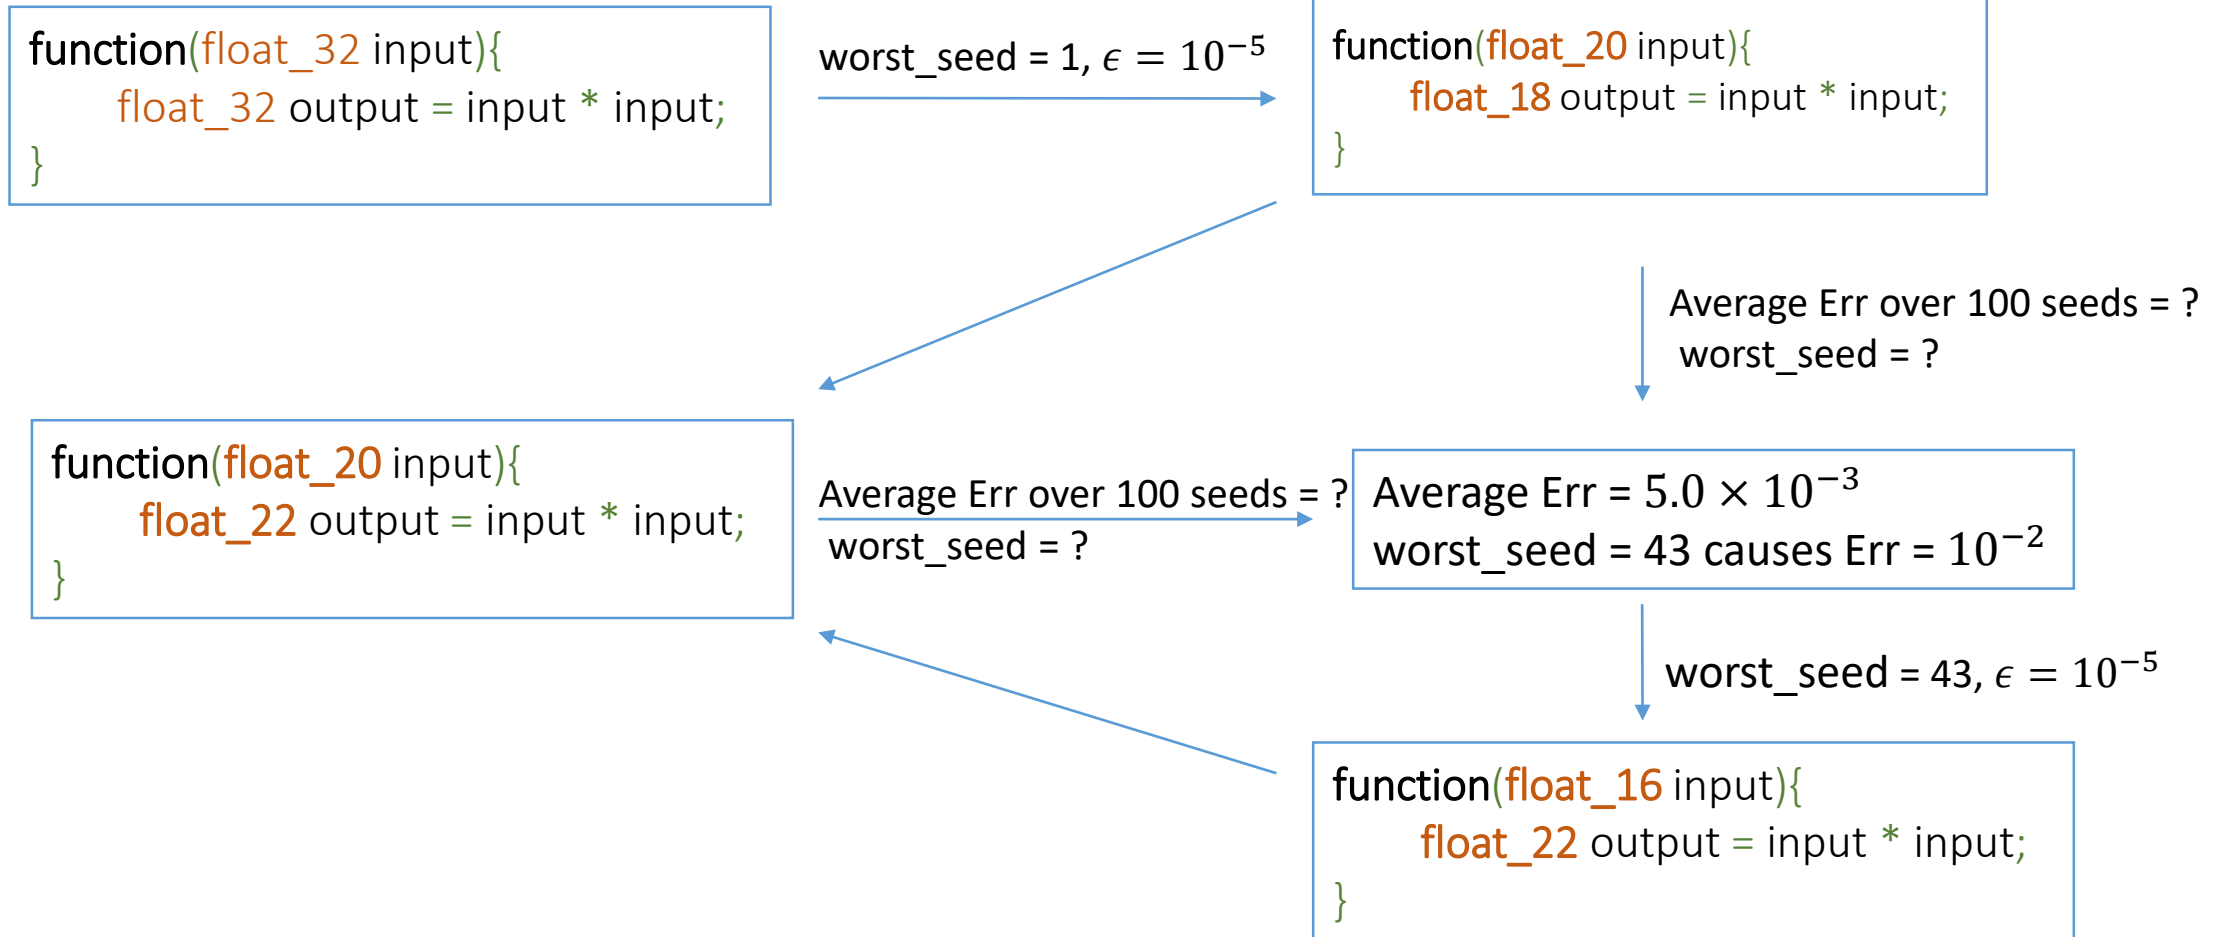 function(float_32 input){
float_32 output = input * input;
}
worst_seed = 1, ϵ = 10⁻⁵
function(float_20 input){
float_18 output = input * input;
}
Average Err over 100 seeds = ?
worst_seed = ?
function(float_20 input){
float_22 output = input * input;
}
Average Err over 100 seeds = ?
worst_seed = ?
Average Err = 5.0 × 10⁻³
worst_seed = 43 causes Err = 10⁻²
worst_seed = 43, ϵ = 10⁻⁵
function(float_16 input){
float_22 output = input * input;
}